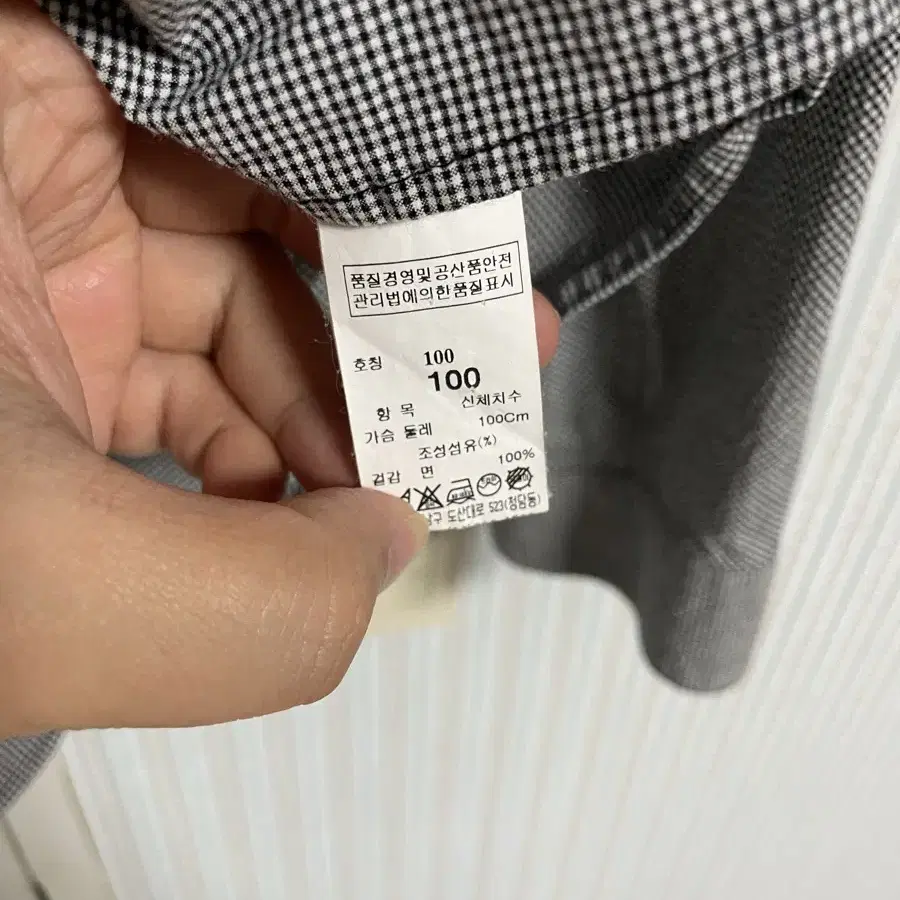 품질경영및공산품안전
관리법에의한품질표시
호칭 100
100
항 목 신체치수
가슴 둘레 100Cm
조성섬유(%)
겉감 면 100%
남구 도산대로 523(청담동)